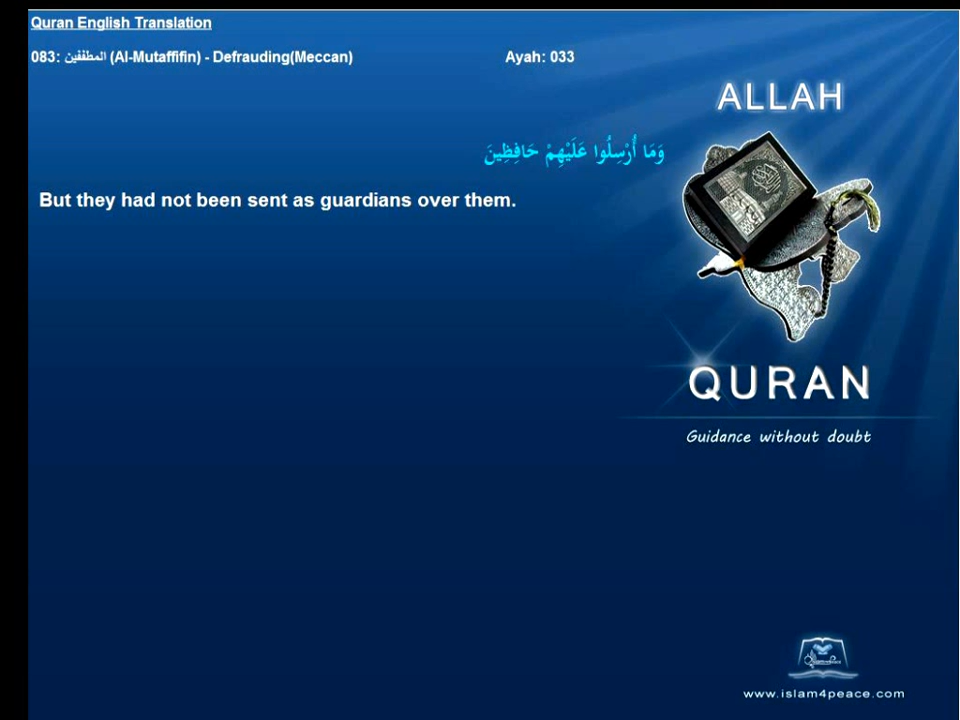 Quran English Translation
083: المطففين (Al-Mutaffifin) - Defrauding(Meccan)
Ayah: 033
ALLAH
وَمَا أُرْسِلُوا عَلَيْهِمْ حَافِظِينَ
But they had not been sent as guardians over them.
QURAN
Guidance without doubt
www.islam4peace.com